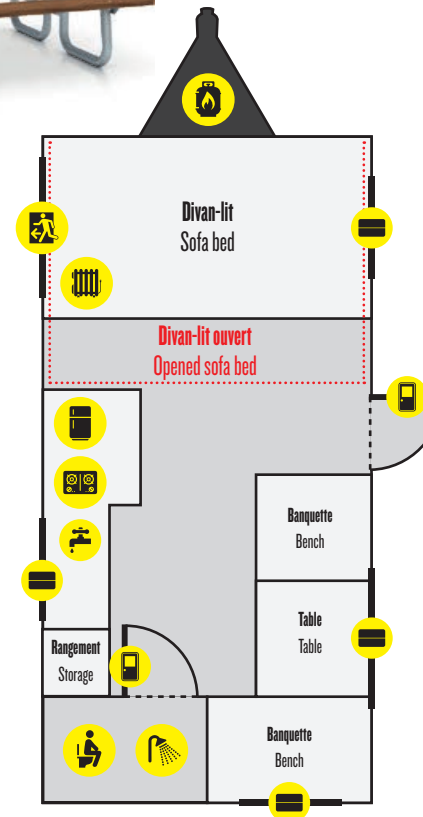 Divan-lit
Sofa bed
Divan-lit ouvert
Opened sofa bed
Banquette
Bench
Table
Table
Rangement
Storage
Banquette
Bench